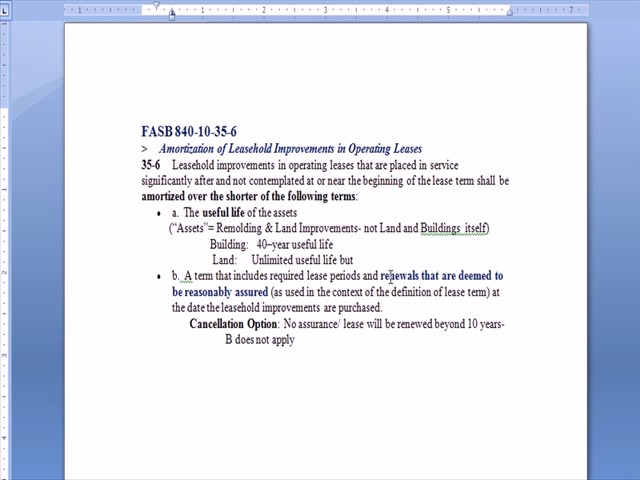 FASB 840-10-35-6
> Amortization of Leasehold Improvements in Operating Leases
35-6 Leasehold improvements in operating leases that are placed in service
significantly after and not contemplated at or near the beginning of the lease term shall be
amortized over the shorter of the following terms:
• a. The useful life of the assets
("Assets"= Remolding & Land Improvements- not Land and Buildings itself)
Building: 40–year useful life
Land: Unlimited useful life but
• b. A term that includes required lease periods and renewals that are deemed to
be reasonably assured (as used in the context of the definition of lease term) at
the date the leasehold improvements are purchased.
Cancellation Option: No assurance/ lease will be renewed beyond 10 years-
B does not apply